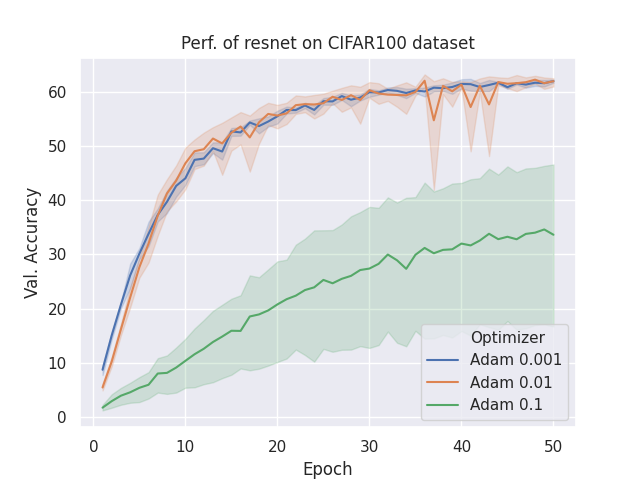 Perf. of resnet on CIFAR100 dataset
Val. Accuracy
60
50
40
30
20
10
0
Optimizer
Adam 0.001
Adam 0.01
Adam 0.1
0 10 20 30 40 50
Epoch